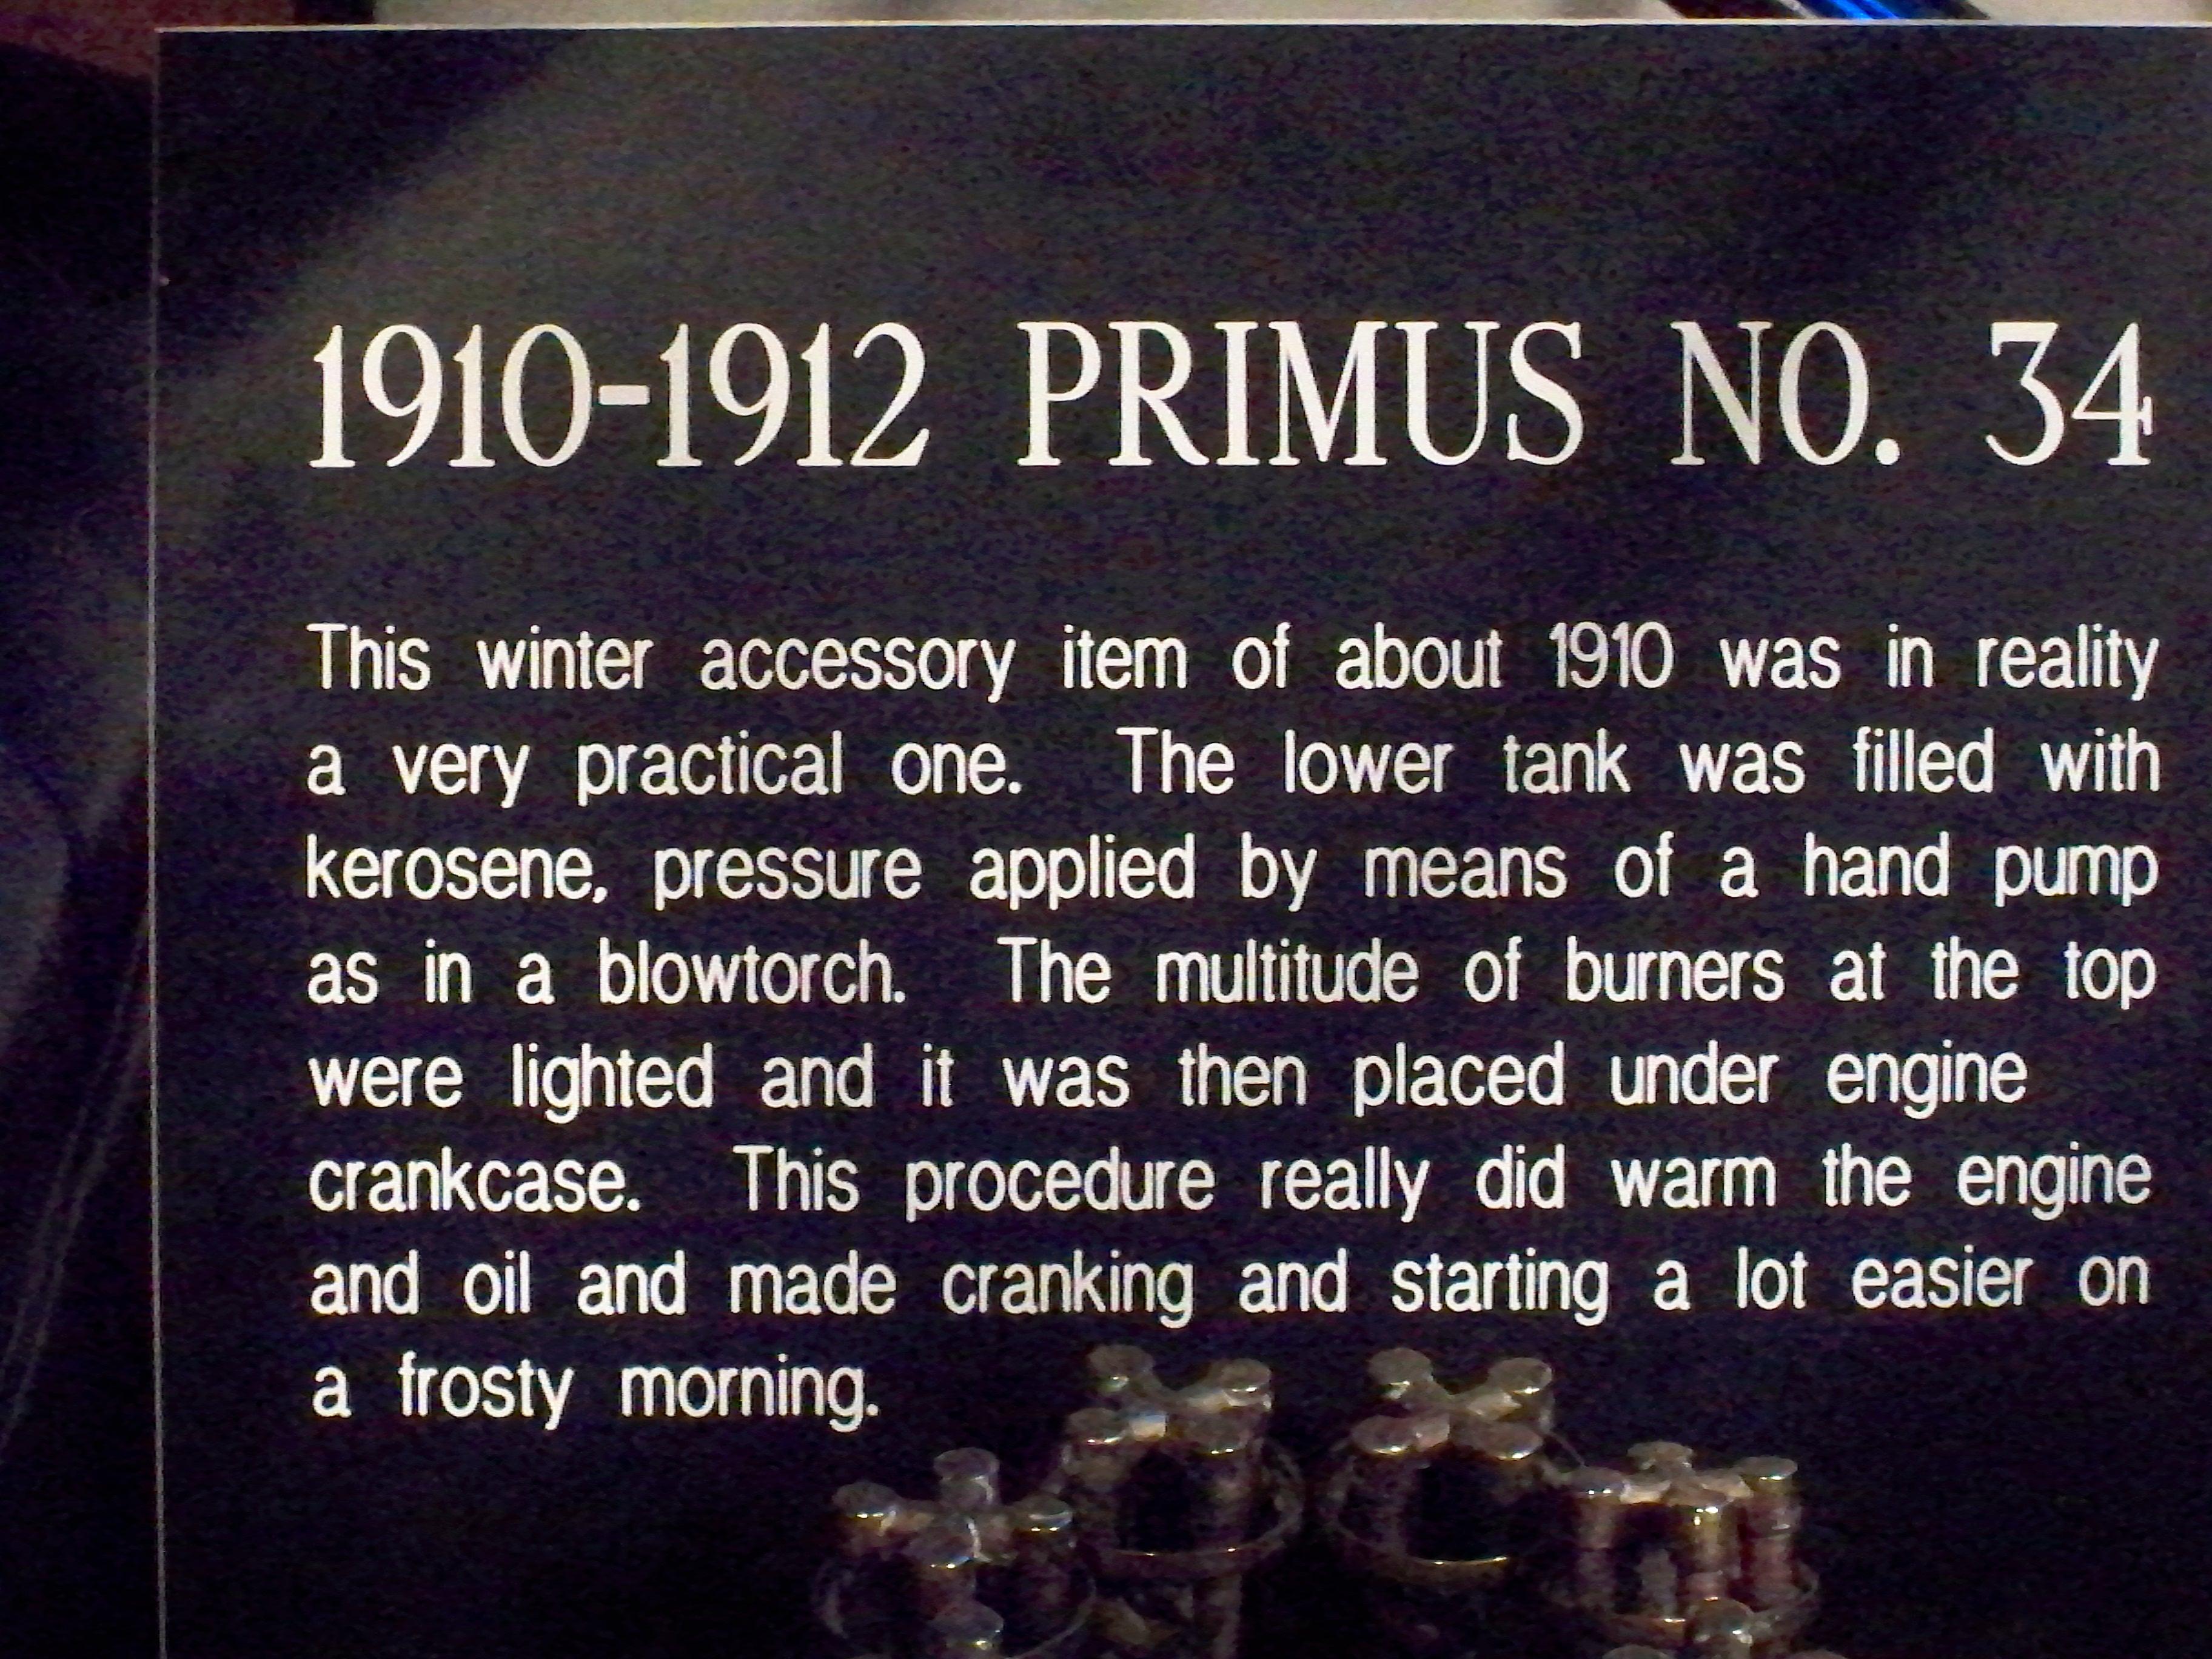 1910-1912 PRIMUS NO. 34
This winter accessory item of about 1910 was in reality
a very practical one. The lower tank was filled with
kerosene, pressure applied by means of a hand pump
as in a blowtorch. The multitude of burners at the top
were lighted and it was then placed under engine
crankcase. This procedure really did warm the engine
and oil and made cranking and starting a lot easier on
a frosty morning.